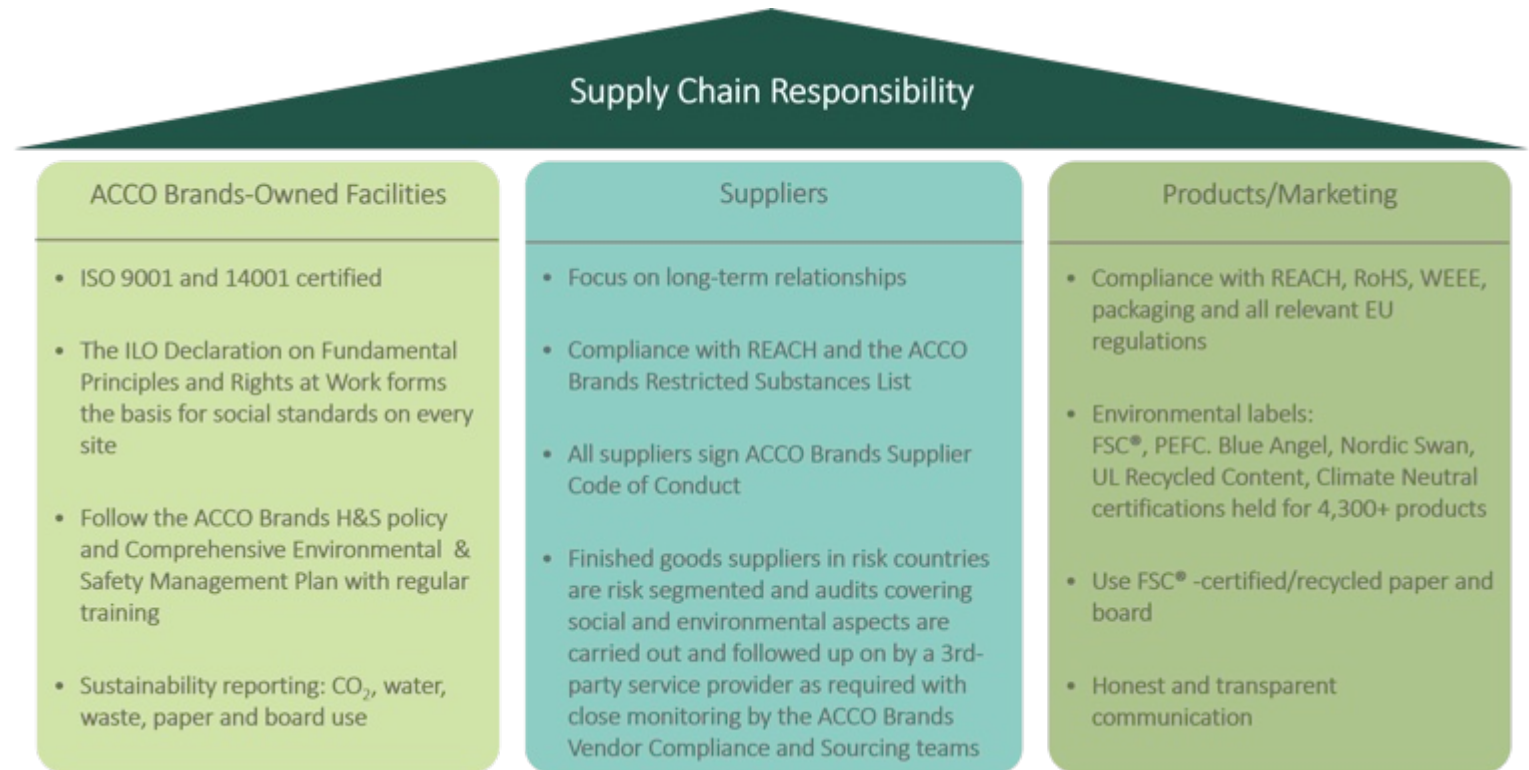 Supply Chain Responsibility
ACCO Brands-Owned Facilities
• ISO 9001 and 14001 certified
• The ILO Declaration on Fundamental
Principles and Rights at Work forms
the basis for social standards on every
site
• Follow the ACCO Brands H&S policy
and Comprehensive Environmental &
Safety Management Plan with regular
training
• Sustainability reporting: CO₂, water,
waste, paper and board use
Suppliers
• Focus on long-term relationships
• Compliance with REACH and the ACCO
Brands Restricted Substances List
• All suppliers sign ACCO Brands Supplier
Code of Conduct
• Finished goods suppliers in risk countries
are risk segmented and audits covering
social and environmental aspects are
carried out and followed up on by a 3rd-
party service provider as required with
close monitoring by the ACCO Brands
Vendor Compliance and Sourcing teams
Products/Marketing
• Compliance with REACH, RoHS, WEEE,
packaging and all relevant EU
regulations
• Environmental labels:
FSC®, PEFC. Blue Angel, Nordic Swan,
UL Recycled Content, Climate Neutral
certifications held for 4,300+ products
• Use FSC® -certified/recycled paper and
board
• Honest and transparent
communication